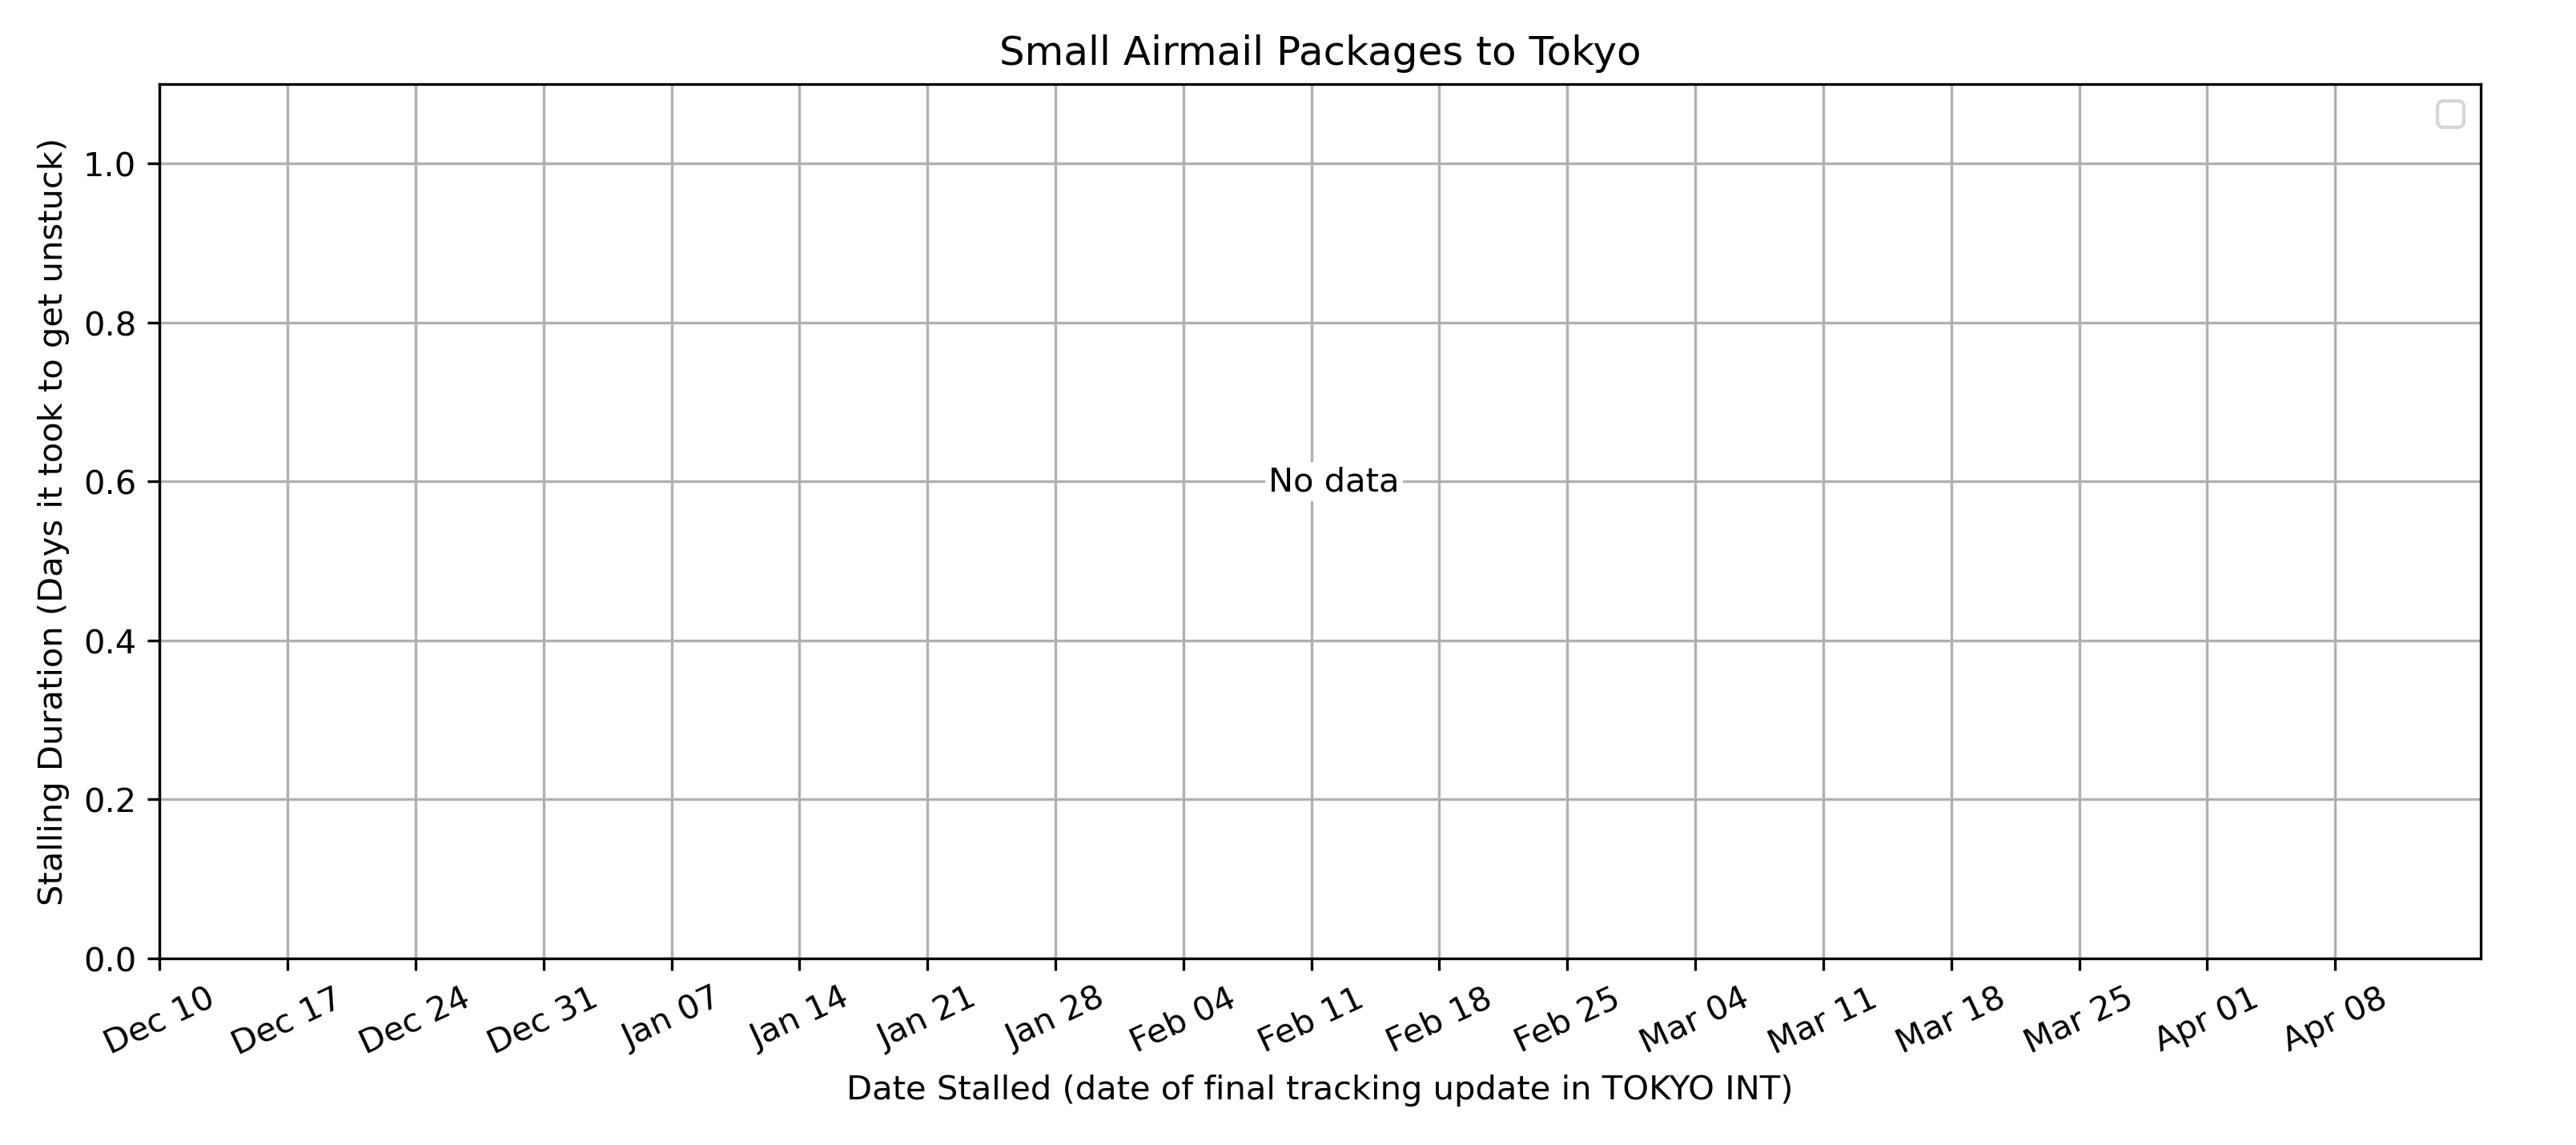 Small Airmail Packages to Tokyo
Stalling Duration (Days it took to get unstuck)
1.0
0.8
0.6
0.4
0.2
0.0
No data
Dec 10
Dec 17
Dec 24
Dec 31
Jan 07
Jan 14
Jan 21
Jan 28
Feb 04
Feb 11
Feb 18
Feb 25
Mar 04
Mar 11
Mar 18
Mar 25
Apr 01
Apr 08
Date Stalled (date of final tracking update in TOKYO INT)